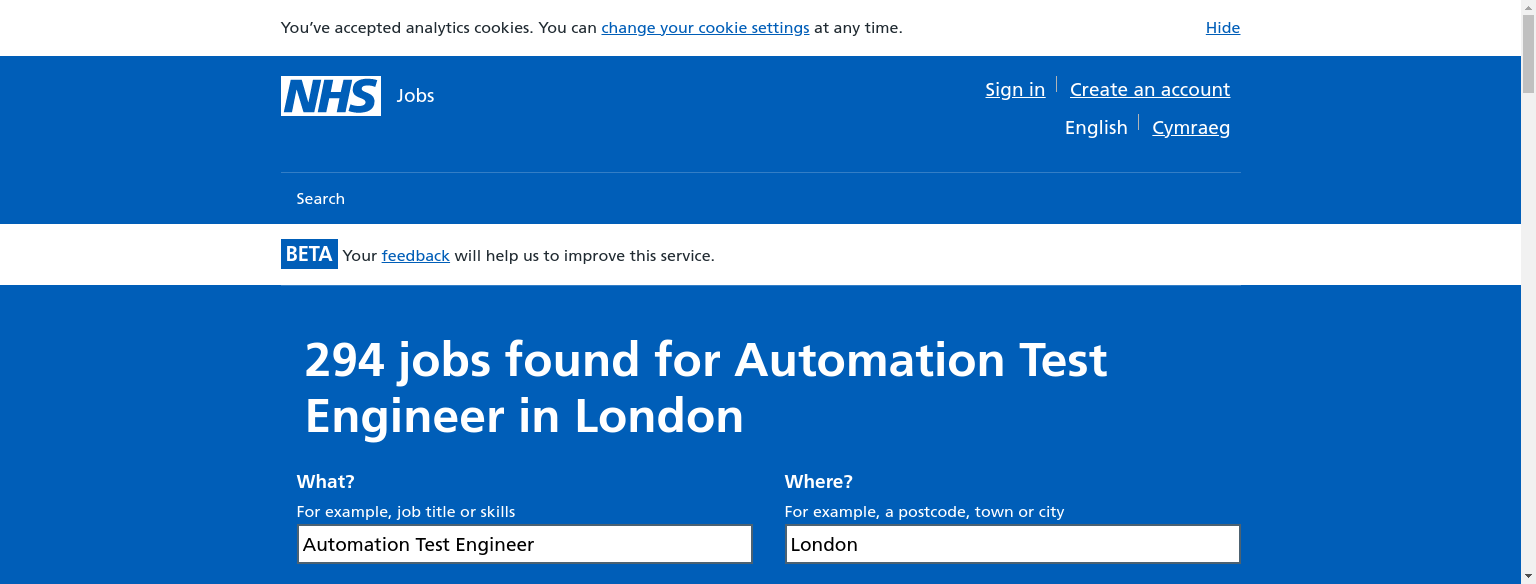 You’ve accepted analytics cookies. You can change your cookie settings at any time. Hide
NHS Jobs
Sign in Create an account
English Cymraeg
Search
BETA Your feedback will help us to improve this service.
294 jobs found for Automation Test
Engineer in London
What? Where?
For example, job title or skills For example, a postcode, town or city
Automation Test Engineer London